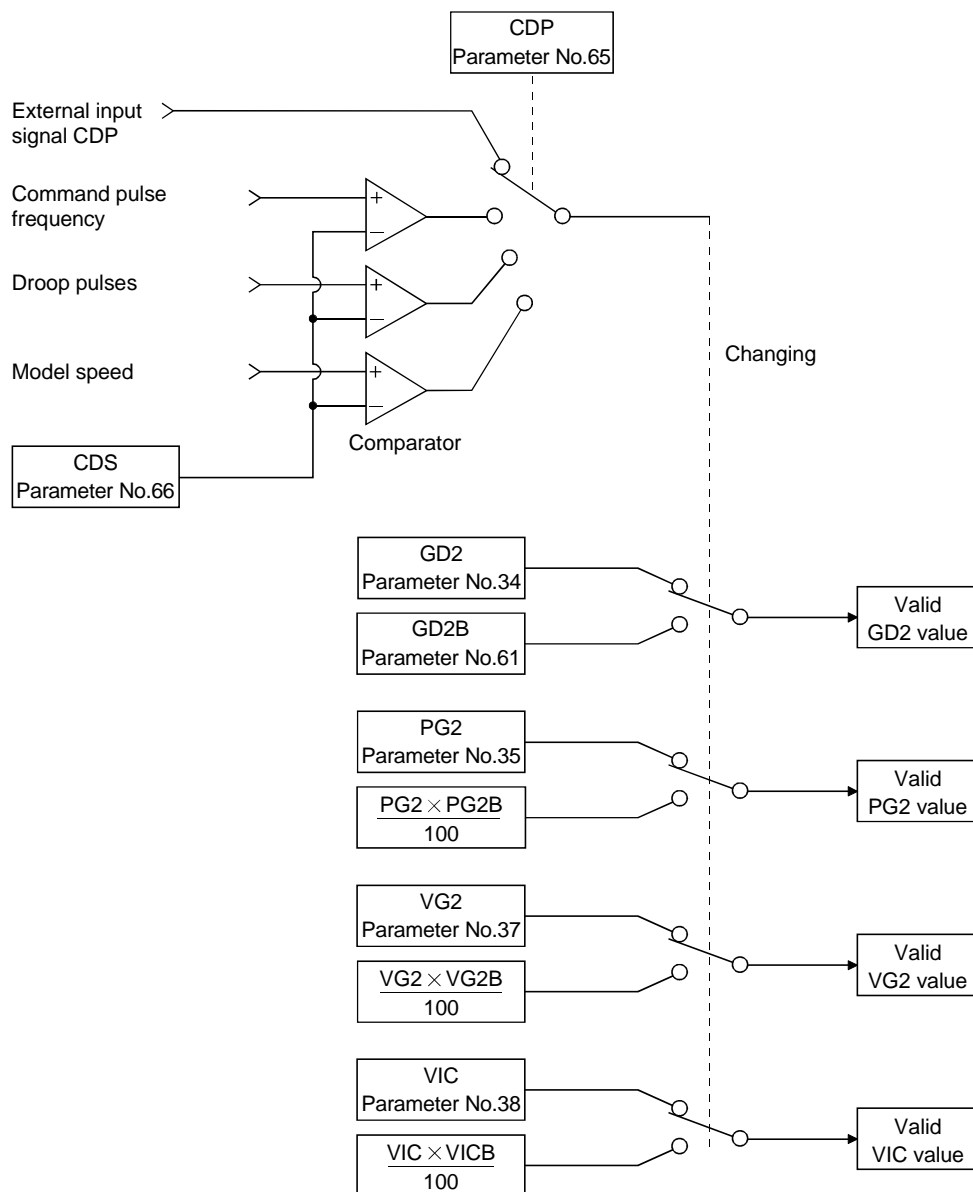 CDP
Parameter No.65
External input
signal CDP
Command pulse
frequency
+
−
Droop pulses
+
−
Model speed
+
−
Changing
Comparator
CDS
Parameter No.66
GD2
Parameter No.34
GD2B
Parameter No.61
Valid
GD2 value
PG2
Parameter No.35
PG2 × PG2B
100
Valid
PG2 value
VG2
Parameter No.37
VG2 × VG2B
100
Valid
VG2 value
VIC
Parameter No.38
VIC × VICB
100
Valid
VIC value